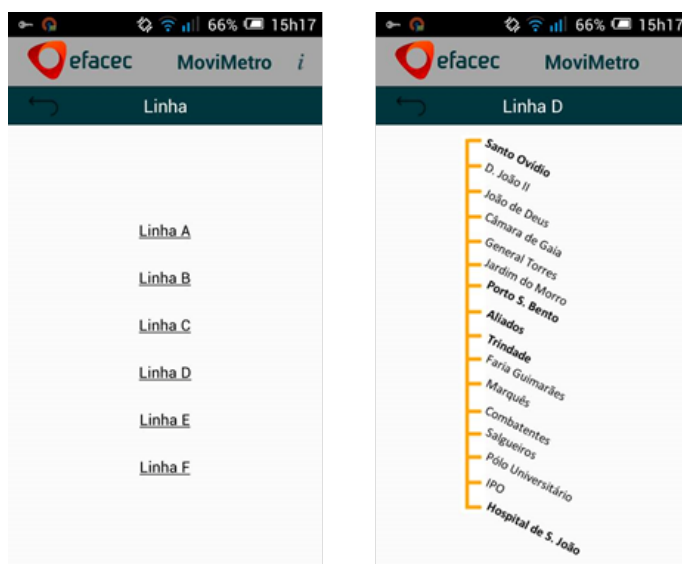 66% 15h17
efacec MoviMetro i
Linha
Linha A
Linha B
Linha C
Linha D
Linha E
Linha F
66% 15h17
efacec MoviMetro
Linha D
Santo Ovídio
D. João II
João de Deus
Câmara de Gaia
General Torres
Jardim do Morro
Porto S. Bento
Aliados
Trindade
Faria Guimarães
Marquês
Combatentes
Salgueiros
Pólo Universitário
IPO
Hospital de S. João